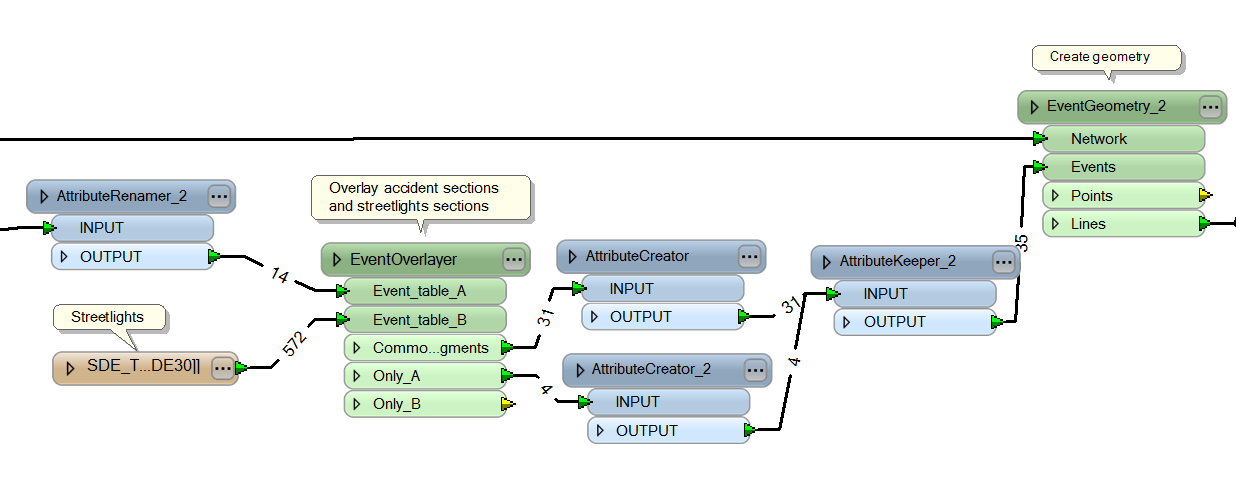 Create geometry
EventGeometry_2
Network
Events
Points
Lines
35
AttributeRenamer_2
INPUT
OUTPUT
14
Streetlights
SDE_T...DE30]]
572
Overlay accident sections
and streetlights sections
EventOverlayer
Event_table_A
Event_table_B
Commo...gments
Only_A
Only_B
31
4
AttributeCreator
INPUT
OUTPUT
31
AttributeCreator_2
INPUT
OUTPUT
4
AttributeKeeper_2
INPUT
OUTPUT